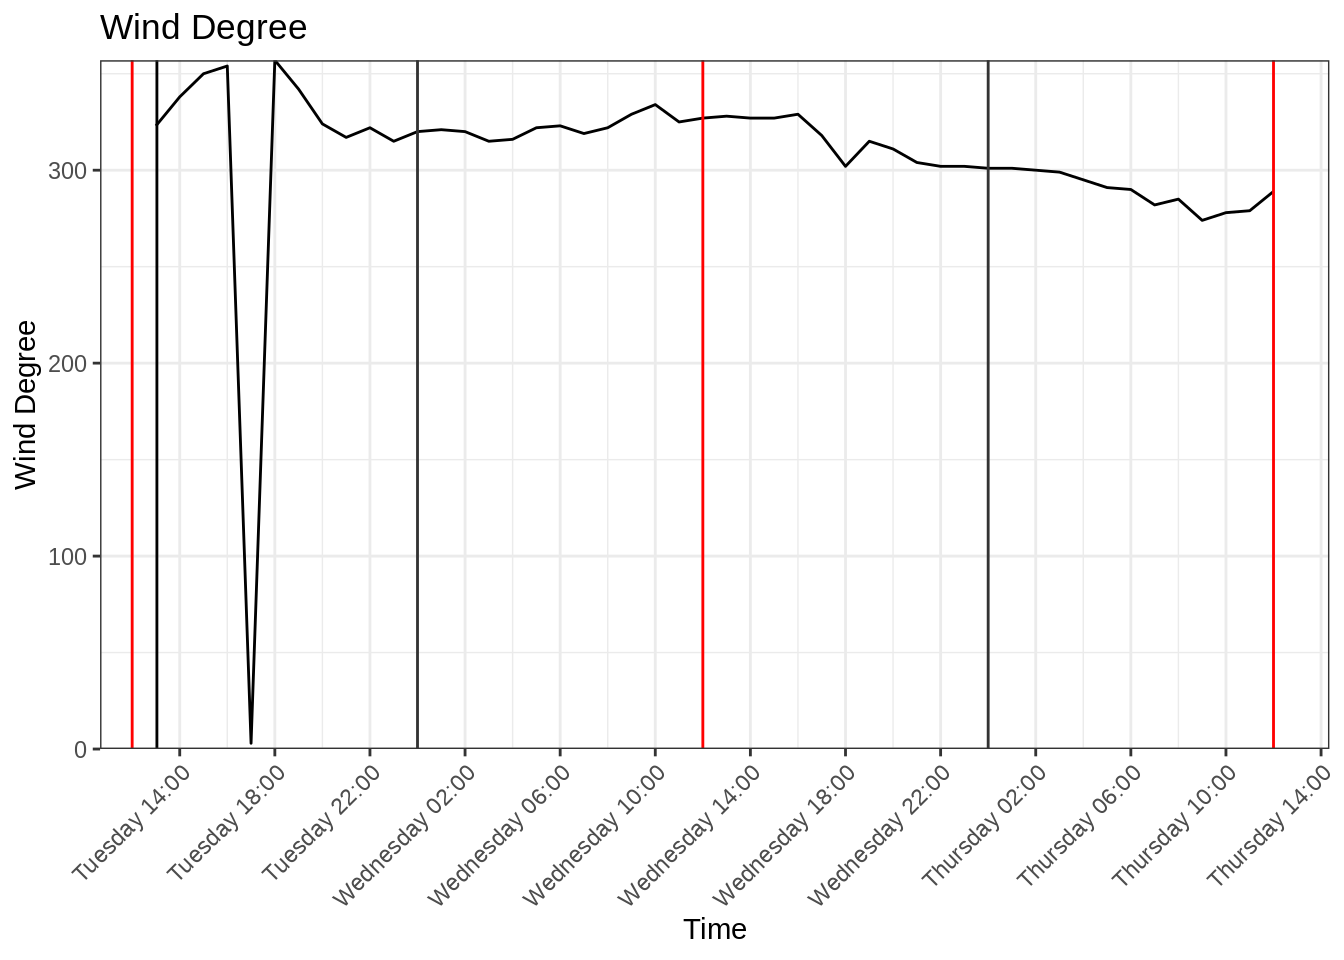 Wind Degree
Wind Degree
300
200
100
0
Tuesday 14:00
Tuesday 18:00
Tuesday 22:00
Wednesday 02:00
Wednesday 06:00
Wednesday 10:00
Wednesday 14:00
Wednesday 18:00
Wednesday 22:00
Thursday 02:00
Thursday 06:00
Thursday 10:00
Thursday 14:00
Time